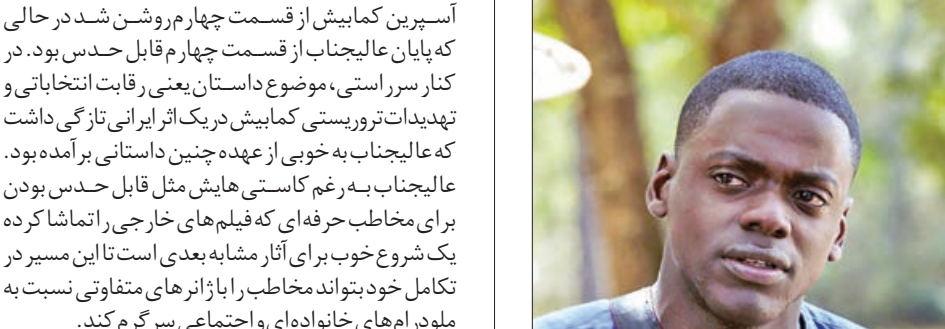 آسپرین کمابیش از قسمت چهارم روشن شد در حالی
که پایان عالیجناب از قسمت چهارم قابل حدس بود. در
کنار سرراستی، موضوع داستان یعنی رقابت انتخاباتی و
تهدیدات تروریستی کمابیش در یک اثر ایرانی تازگی داشت
که عالیجناب به خوبی از عهده چنین داستانی برآمده بود.
عالیجناب به رغم کاستی هایش مثل قابل حدس بودن
برای مخاطب حرفه ای که فیلم های خارجی را تماشا کرده
یک شروع خوب برای آثار مشابه بعدی است تا این مسیر در
تکامل خود بتواند مخاطب را با ژانرهای متفاوتی نسبت به
ملودرام های خانواده ای و اجتماعی سرگرم کند.